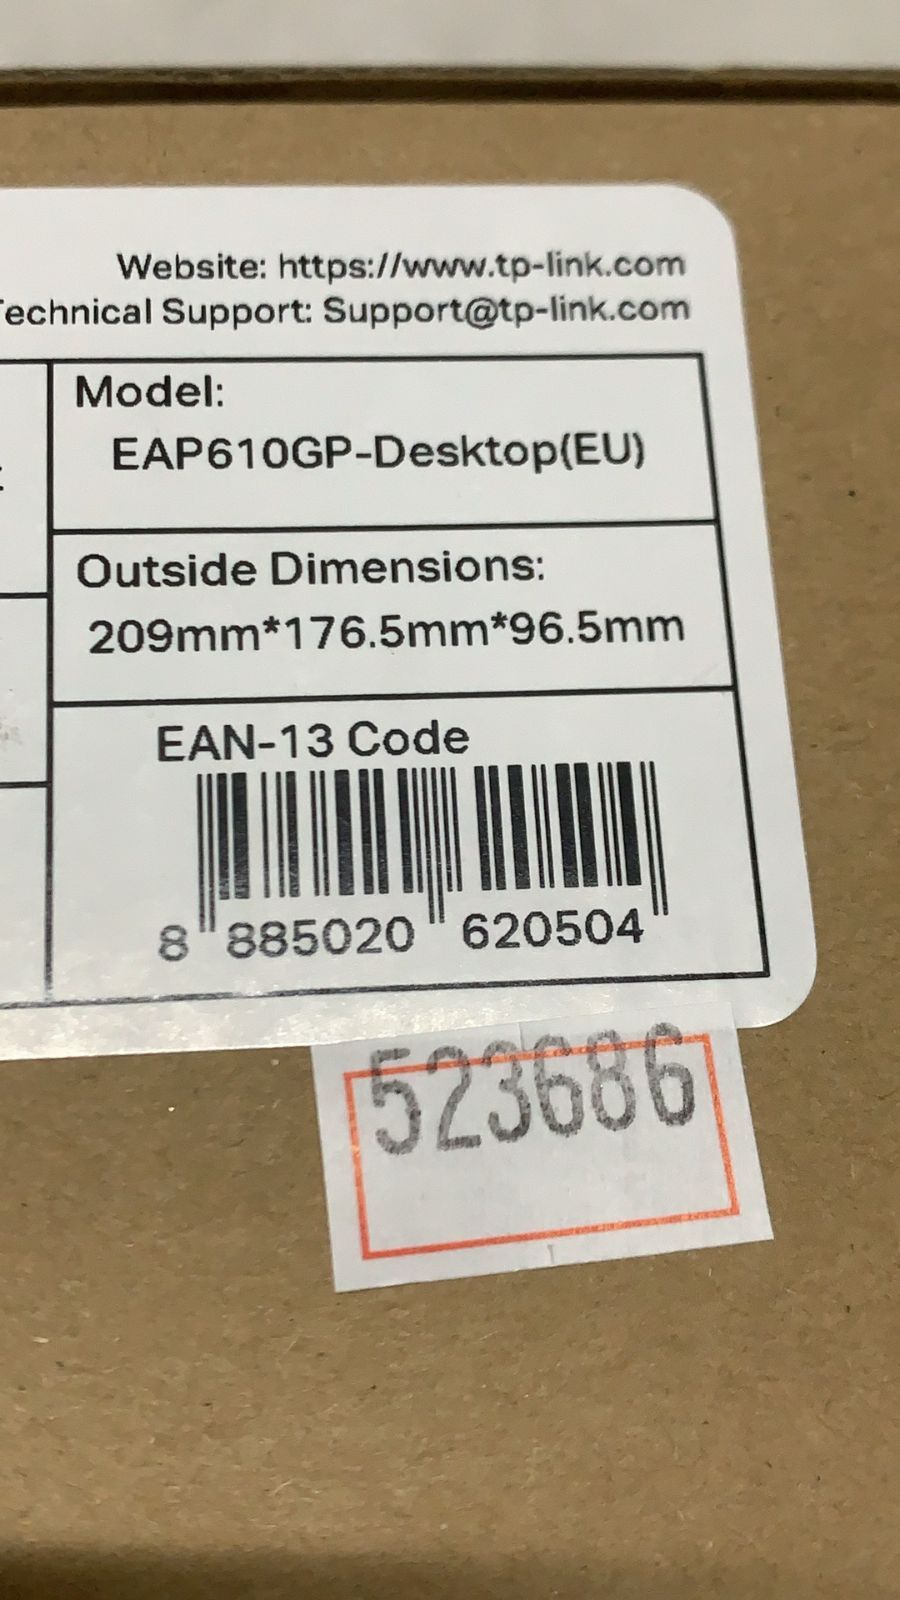 Website: https://www.tp-link.com
Technical Support: Support@tp-link.com
Model:
EAP610GP-Desktop(EU)
Outside Dimensions:
209mm*176.5mm*96.5mm
EAN-13 Code
8 885020 620504
523686